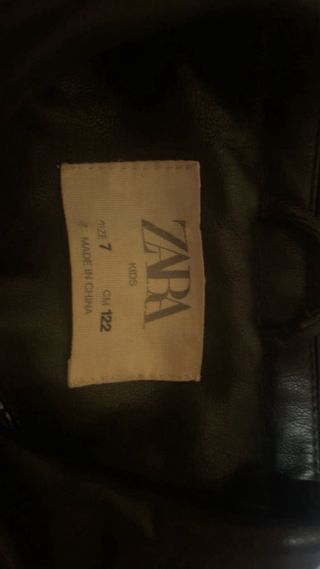 ZARA
KIDS
SIZE 7 CM 122
MADE IN CHINA